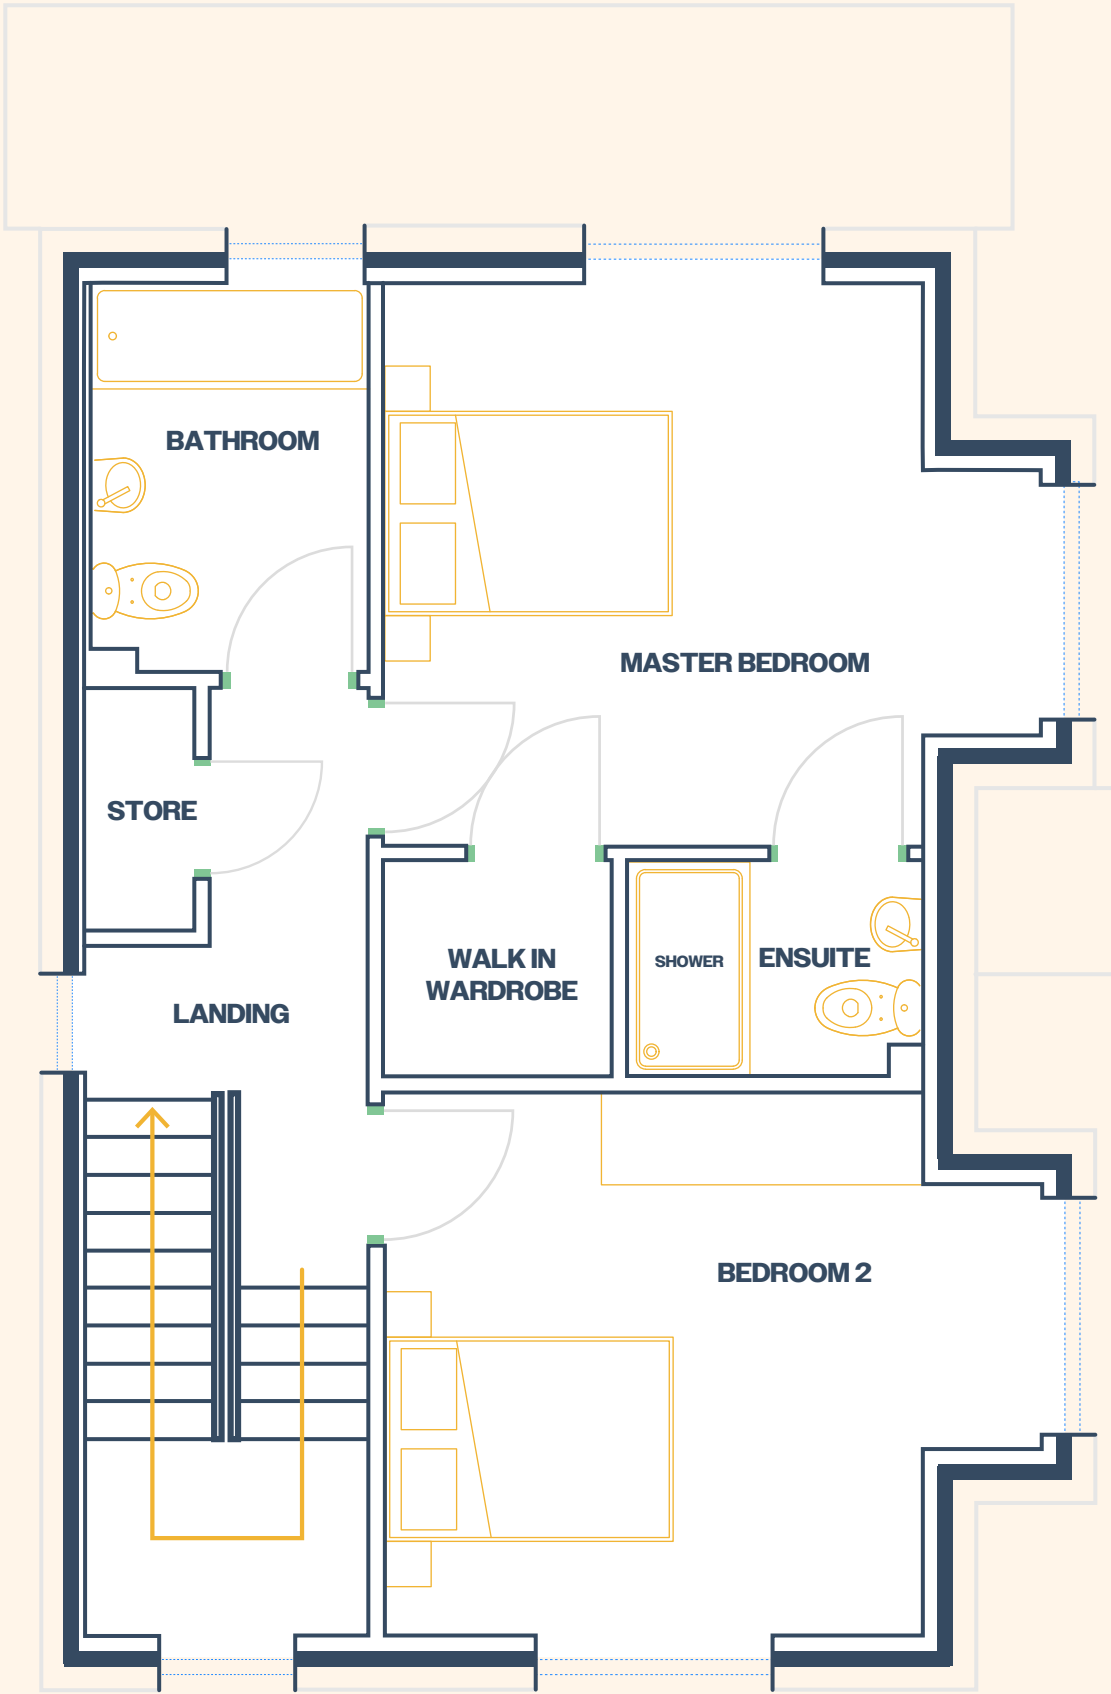 BATHROOM
MASTER BEDROOM
STORE
WALK IN
WARDROBE
SHOWER
ENSUITE
LANDING
BEDROOM 2